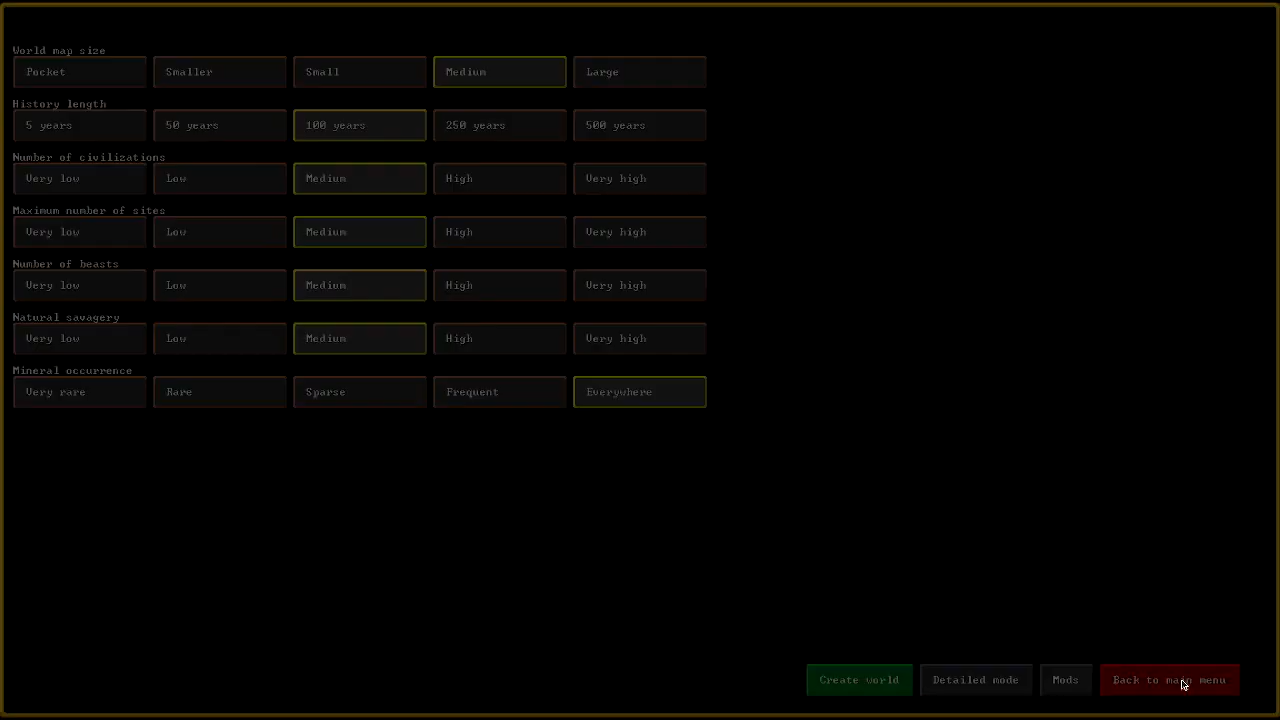 World map size
Pocket Smaller Small Medium Large
History length
5 years 50 years 100 years 250 years 500 years
Number of civilizations
Very low Low Medium High Very high
Maximum number of sites
Very low Low Medium High Very high
Number of beasts
Very low Low Medium High Very high
Natural savagery
Very low Low Medium High Very high
Mineral occurrence
Very rare Rare Sparse Frequent Everywhere
Create world Detailed mode Mods Back to main menu